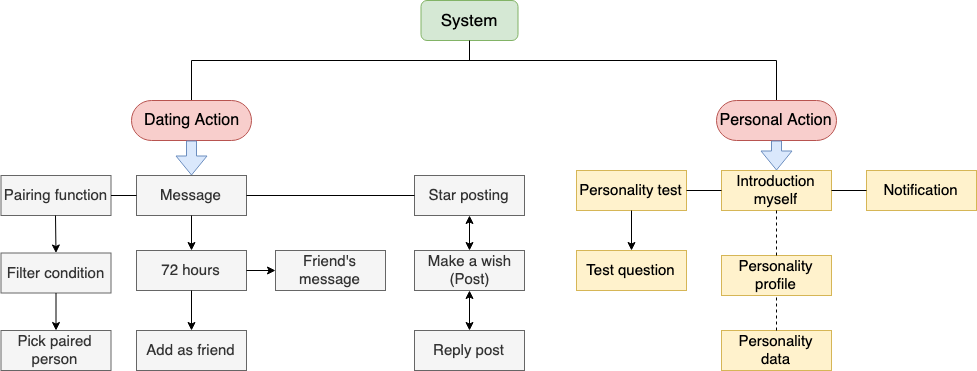 System
Dating Action
Personal Action
Pairing function
Message
Star posting
Personality test
Introduction
myself
Notification
Filter condition
72 hours
Friend's
message
Make a wish
(Post)
Test question
Personality
profile
Pick paired
person
Add as friend
Reply post
Personality
data